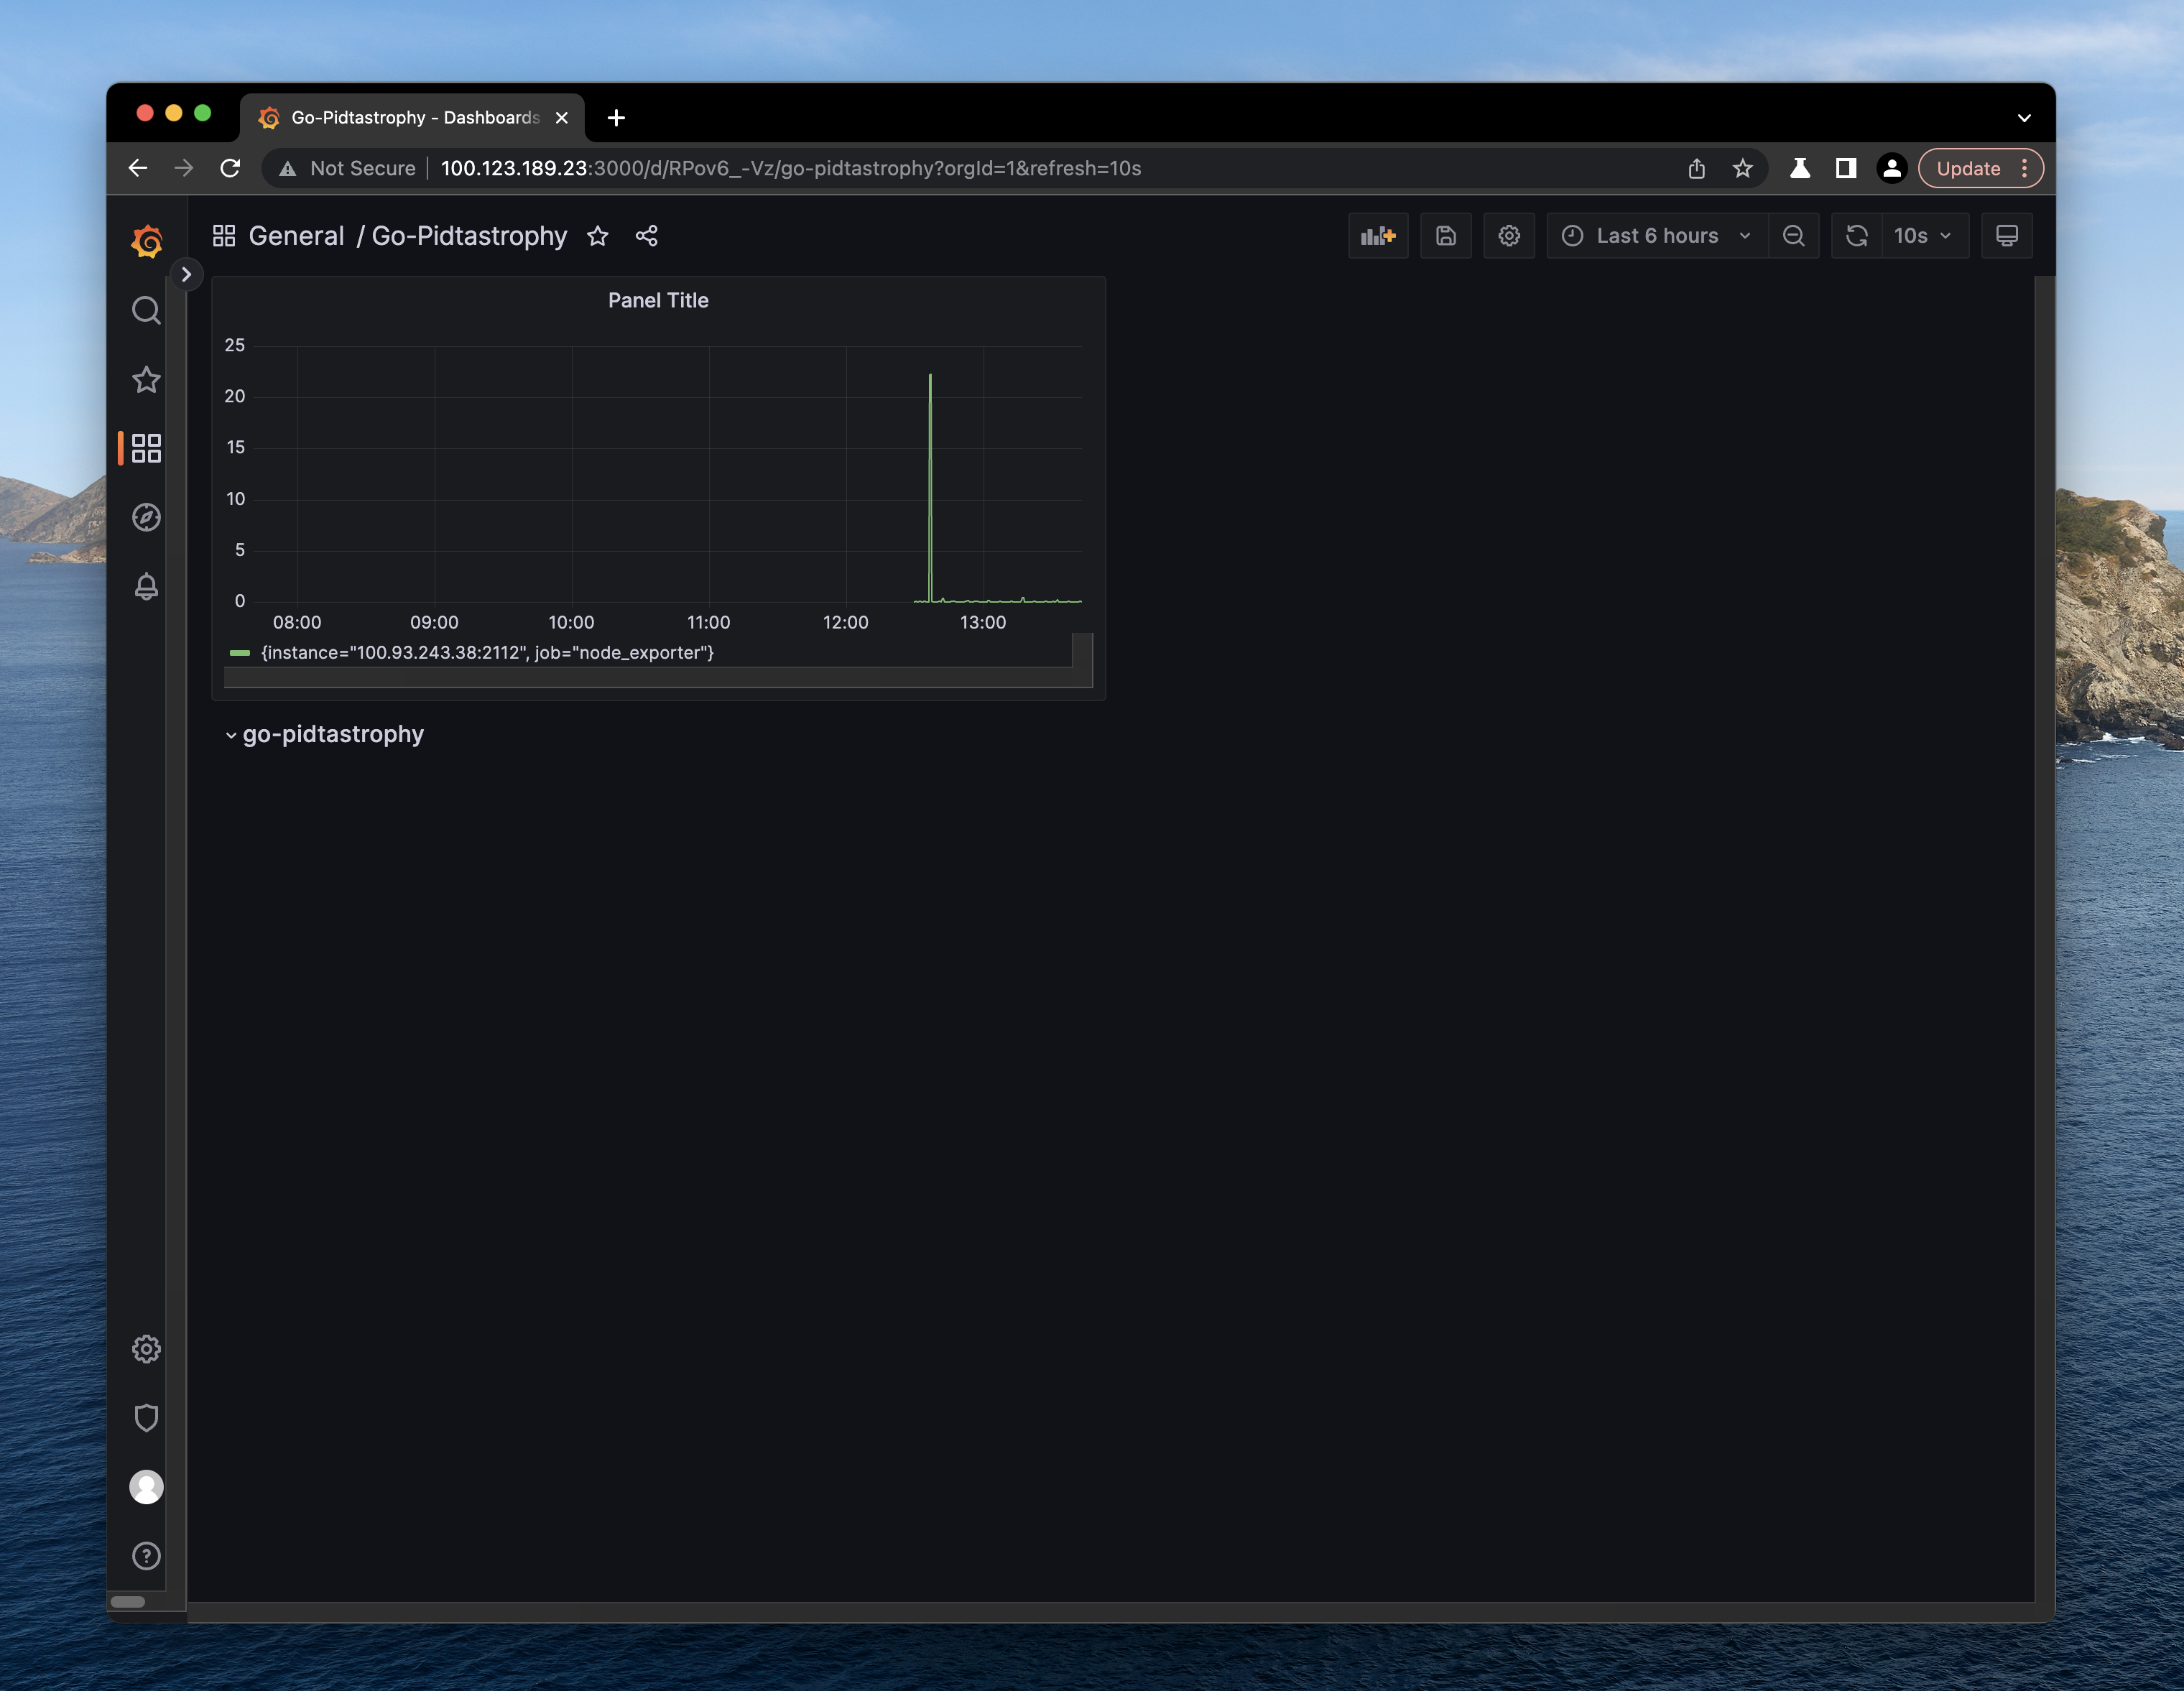 Go-Pidtastrophy - Dashboards
Not Secure
100.123.189.23:3000/d/RPov6_-Vz/go-pidtastrophy?orgId=1&refresh=10s
Update
General / Go-Pidtastrophy
Last 6 hours
10s
Panel Title
25
20
15
10
5
0
08:00 09:00 10:00 11:00 12:00 13:00
{instance="100.93.243.38:2112", job="node_exporter"}
go-pidtastrophy